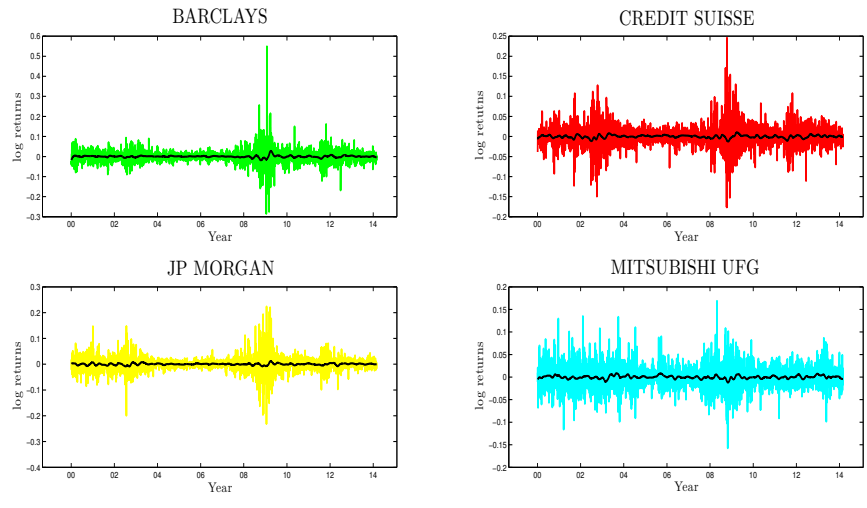 BARCLAYS
0.6
0.5
0.4
0.3
0.2
0.1
0
−0.1
−0.2
−0.3
log returns
00 02 04 06 08 10 12 14
Year
CREDIT SUISSE
0.25
0.2
0.15
0.1
0.05
0
−0.05
−0.1
−0.15
−0.2
log returns
00 02 04 06 08 10 12 14
Year
JP MORGAN
0.3
0.2
0.1
0
−0.1
−0.2
−0.3
−0.4
log returns
00 02 04 06 08 10 12 14
Year
MITSUBISHI UFG
0.2
0.15
0.1
0.05
0
−0.05
−0.1
−0.15
−0.2
log returns
00 02 04 06 08 10 12 14
Year